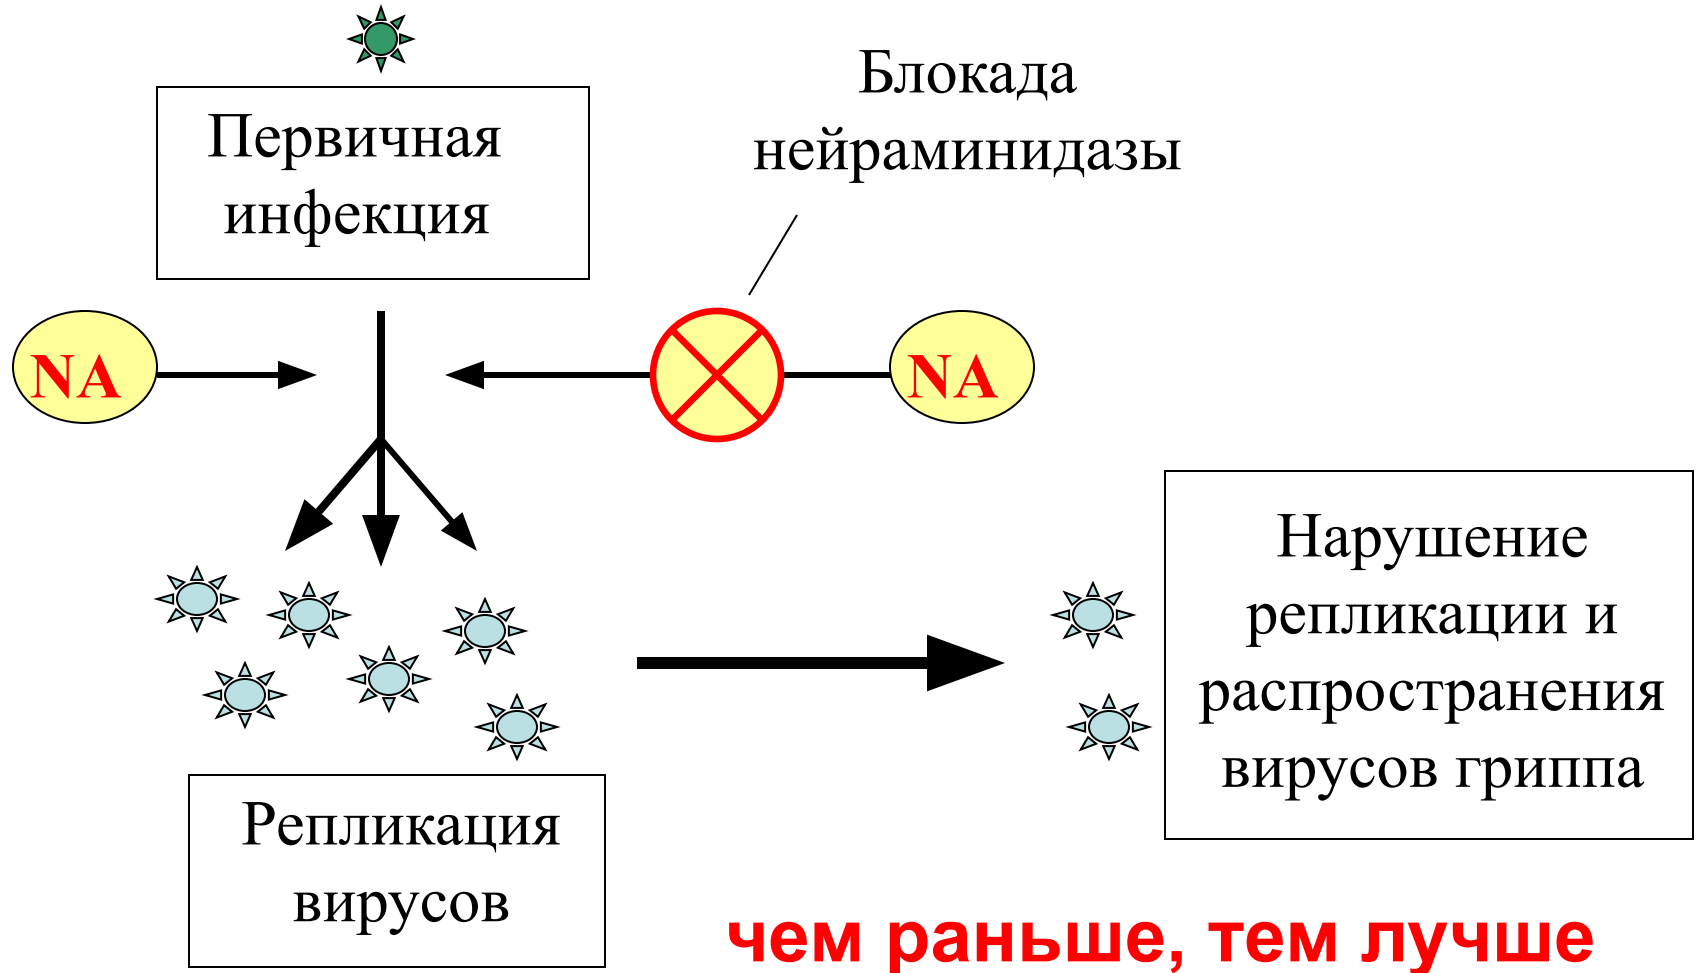 Первичная
инфекция
Блокада
нейраминидазы
NA
NA
Нарушение
репликации и
распространения
вирусов гриппа
Репликация
вирусов
чем раньше, тем лучше